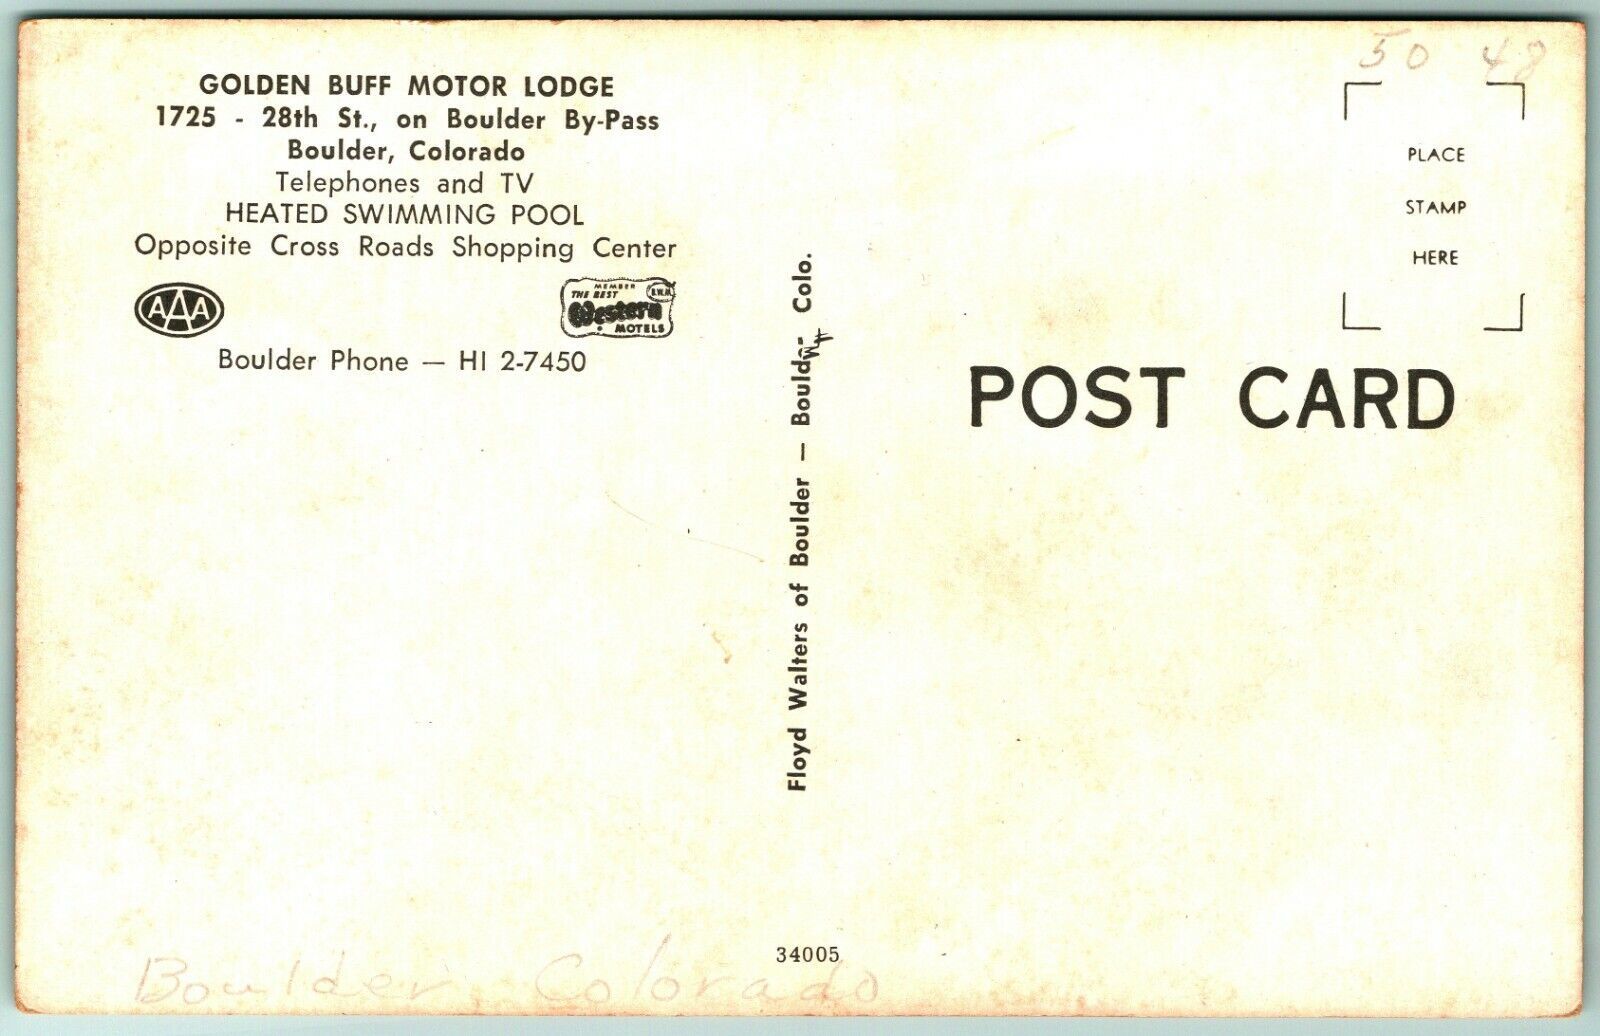 GOLDEN BUFF MOTOR LODGE
1725 - 28th St., on Boulder By-Pass
Boulder, Colorado
Telephones and TV
HEATED SWIMMING POOL
Opposite Cross Roads Shopping Center
AAA
MEMBER
THE BEST
B.W.M.
Western
MOTELS
Boulder Phone — HI 2-7450
Floyd Walters of Boulder — Boulder Colo.
50 48
PLACE
STAMP
HERE
POST CARD
34005
Boulder, Colorado